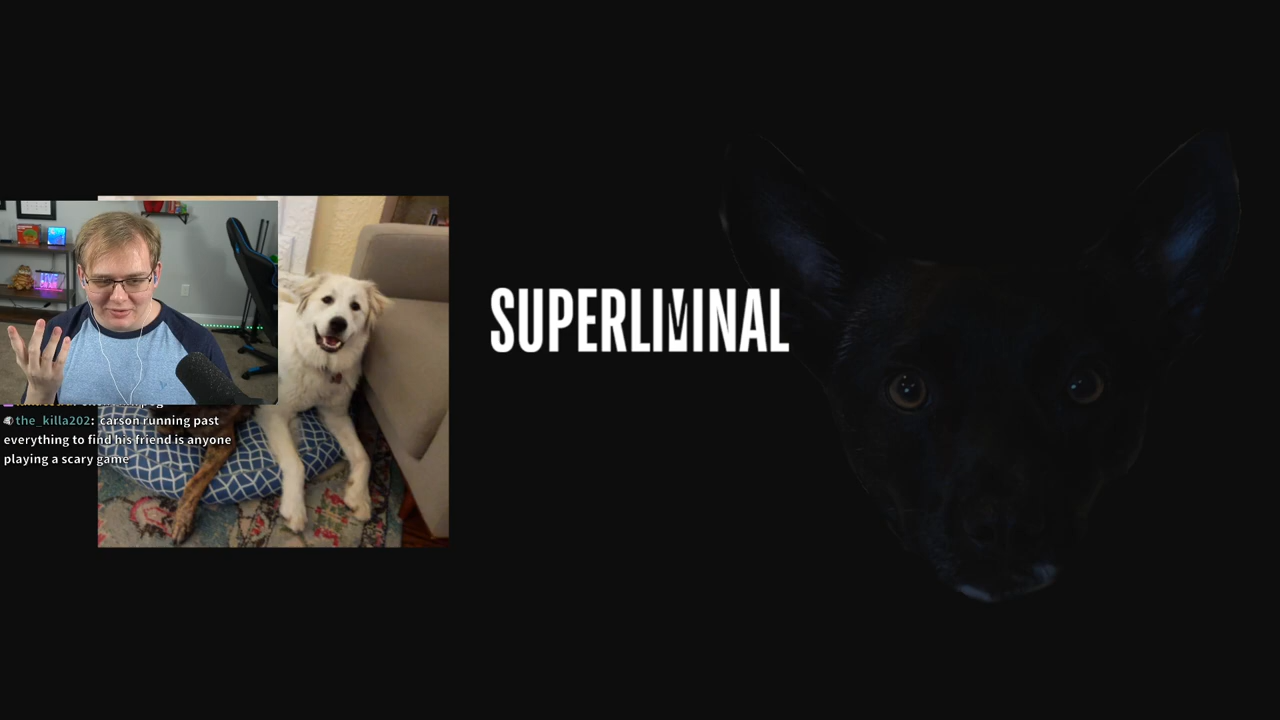 SUPERLIMINAL
the_killa202: carson running past
everything to find his friend is anyone
playing a scary game